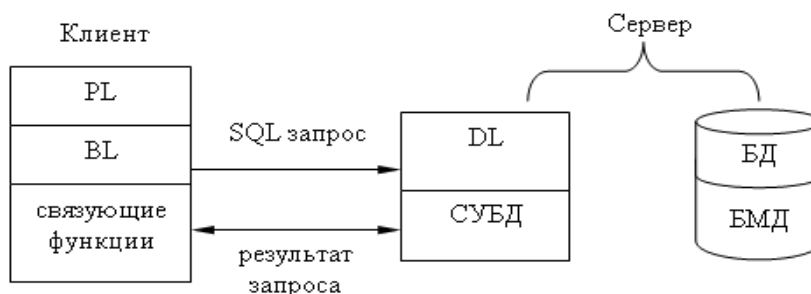 Сервер
Клиент
PL
BL
связующие
функции
SQL запрос
результат
запроса
DL
СУБД
БД
БМД